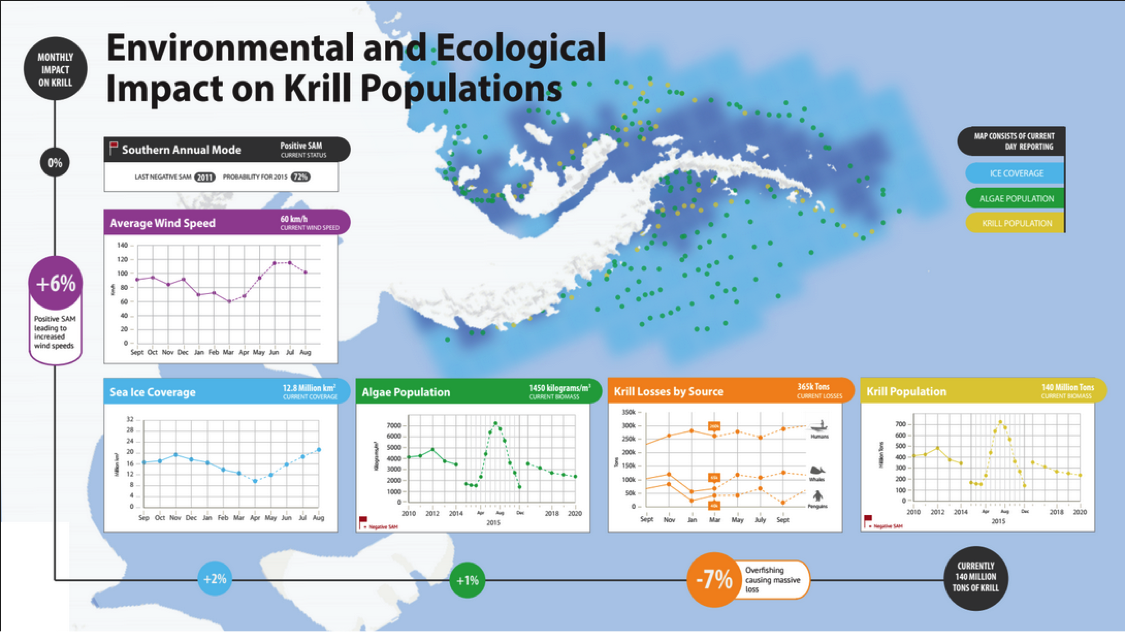 MONTHLY
IMPACT
ON KRILL
Environmental and Ecological
Impact on Krill Populations
0%
Southern Annual Mode
Positive SAM
CURRENT STATUS
LAST NEGATIVE SAM 2011 PROBABILITY FOR 2015 72%
MAP CONSISTS OF CURRENT
DAY REPORTING
ICE COVERAGE
ALGAE POPULATION
KRILL POPULATION
Average Wind Speed
60 km/h
CURRENT WIND SPEED
140
120
100
80
60
40
20
0
Km/h
Sept Oct Nov Dec Jan Feb Mar Apr May Jun Jul Aug
+6%
Positive SAM
leading to
increased
wind speeds
Sea Ice Coverage
12.8 Million km²
CURRENT COVERAGE
32
28
24
20
16
12
8
4
0
Million km²
Sep Oct Nov Dec Jan Feb Mar Apr May Jun Jul Aug
Algae Population
1450 kilograms/m³
CURRENT BIOMASS
7000
6000
5000
4000
3000
2000
1000
0
Kilograms/m³
2010 2012 2014 Apr Aug Dec 2018 2020
2015
= Negative SAM
Krill Losses by Source
365k Tons
CURRENT LOSSES
350k
300k
250k
200k
150k
100k
50k
0
Tons
Humans
Whales
Penguins
Sept Nov Jan Mar May July Sept
Krill Population
140 Million Tons
CURRENT BIOMASS
700
600
500
400
300
200
100
0
Million Tons
2010 2012 2014 Apr Aug Dec 2018 2020
2015
= Negative SAM
+2%
+1%
-7%
Overfishing
causing massive
loss
CURRENTLY
140 MILLION
TONS OF KRILL